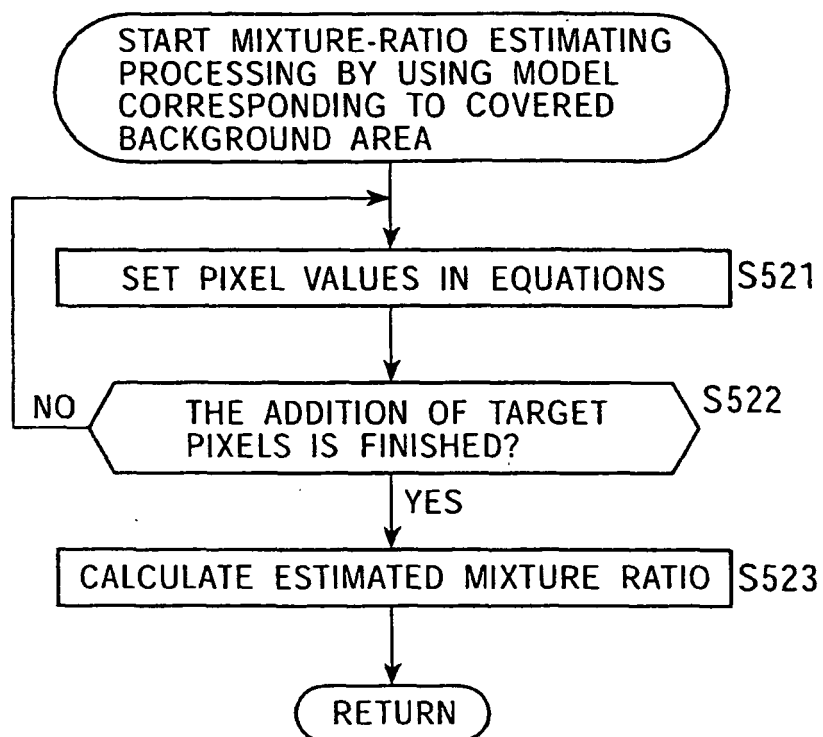 START MIXTURE-RATIO ESTIMATING
PROCESSING BY USING MODEL
CORRESPONDING TO COVERED
BACKGROUND AREA
SET PIXEL VALUES IN EQUATIONS
S521
NO
THE ADDITION OF TARGET
PIXELS IS FINISHED?
S522
YES
CALCULATE ESTIMATED MIXTURE RATIO
S523
RETURN